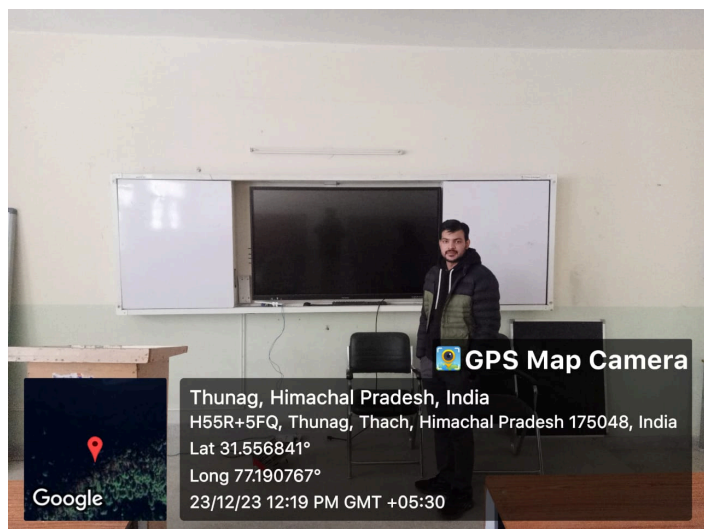 GPS Map Camera
Thunag, Himachal Pradesh, India
H55R+5FQ, Thunag, Thach, Himachal Pradesh 175048, India
Lat 31.556841°
Long 77.190767°
23/12/23 12:19 PM GMT +05:30
Google